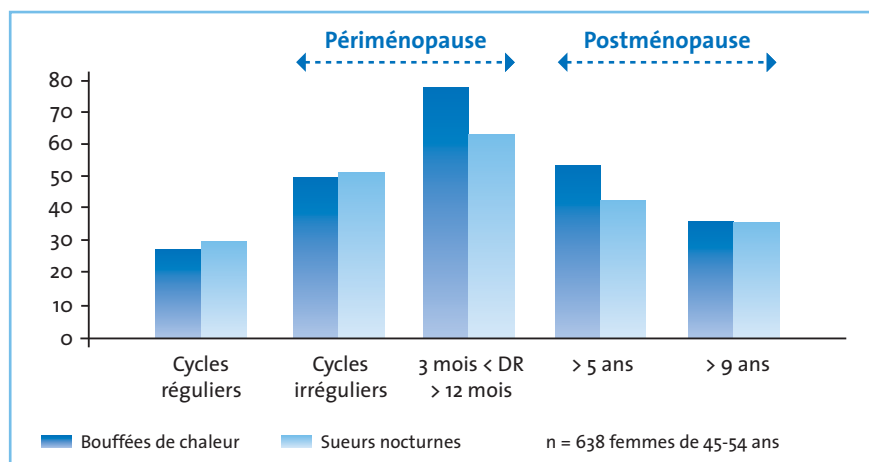 Périménopause Postménopause
80
70
60
50
40
30
20
10
0
Cycles réguliers
Cycles irréguliers
3 mois < DR > 12 mois
> 5 ans
> 9 ans
Bouffées de chaleur Sueurs nocturnes n = 638 femmes de 45-54 ans